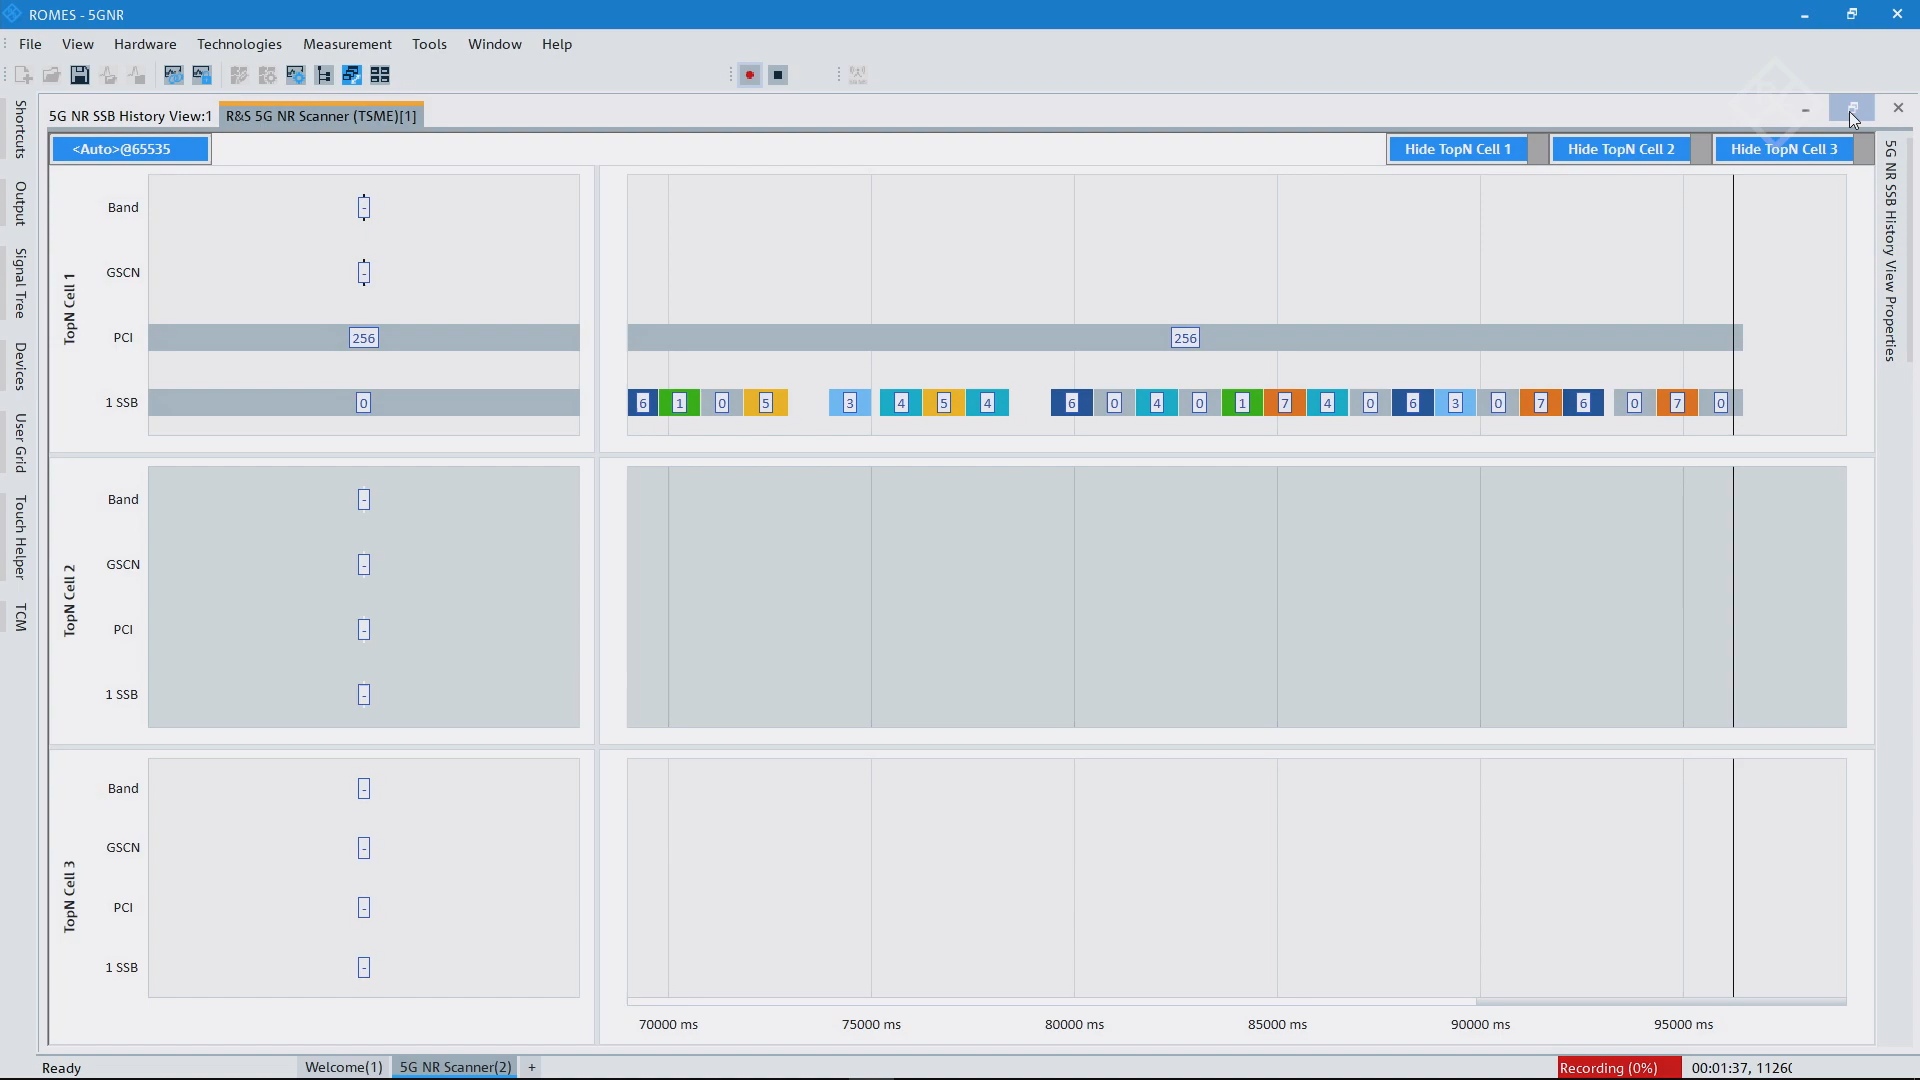 ROMES - 5GNR
File View Hardware Technologies Measurement Tools Window Help
5G NR SSB History View:1 R&S 5G NR Scanner (TSME)[1]
<Auto>@65535 Hide TopN Cell 1 Hide TopN Cell 2 Hide TopN Cell 3
Shortcuts
Output
Signal Tree
Devices
User Grid
Touch Helper
TCM
5G NR SSB History View Properties
TopN Cell 1
Band -
GSCN -
PCI 256 256
1 SSB 0 6 1 0 5 3 4 5 4 6 0 4 0 1 7 4 0 6 3 0 7 6 0 7 0
TopN Cell 2
Band -
GSCN -
PCI -
1 SSB -
TopN Cell 3
Band -
GSCN -
PCI -
1 SSB -
70000 ms 75000 ms 80000 ms 85000 ms 90000 ms 95000 ms
Ready Welcome(1) 5G NR Scanner(2) + Recording (0%) 00:01:37, 11260